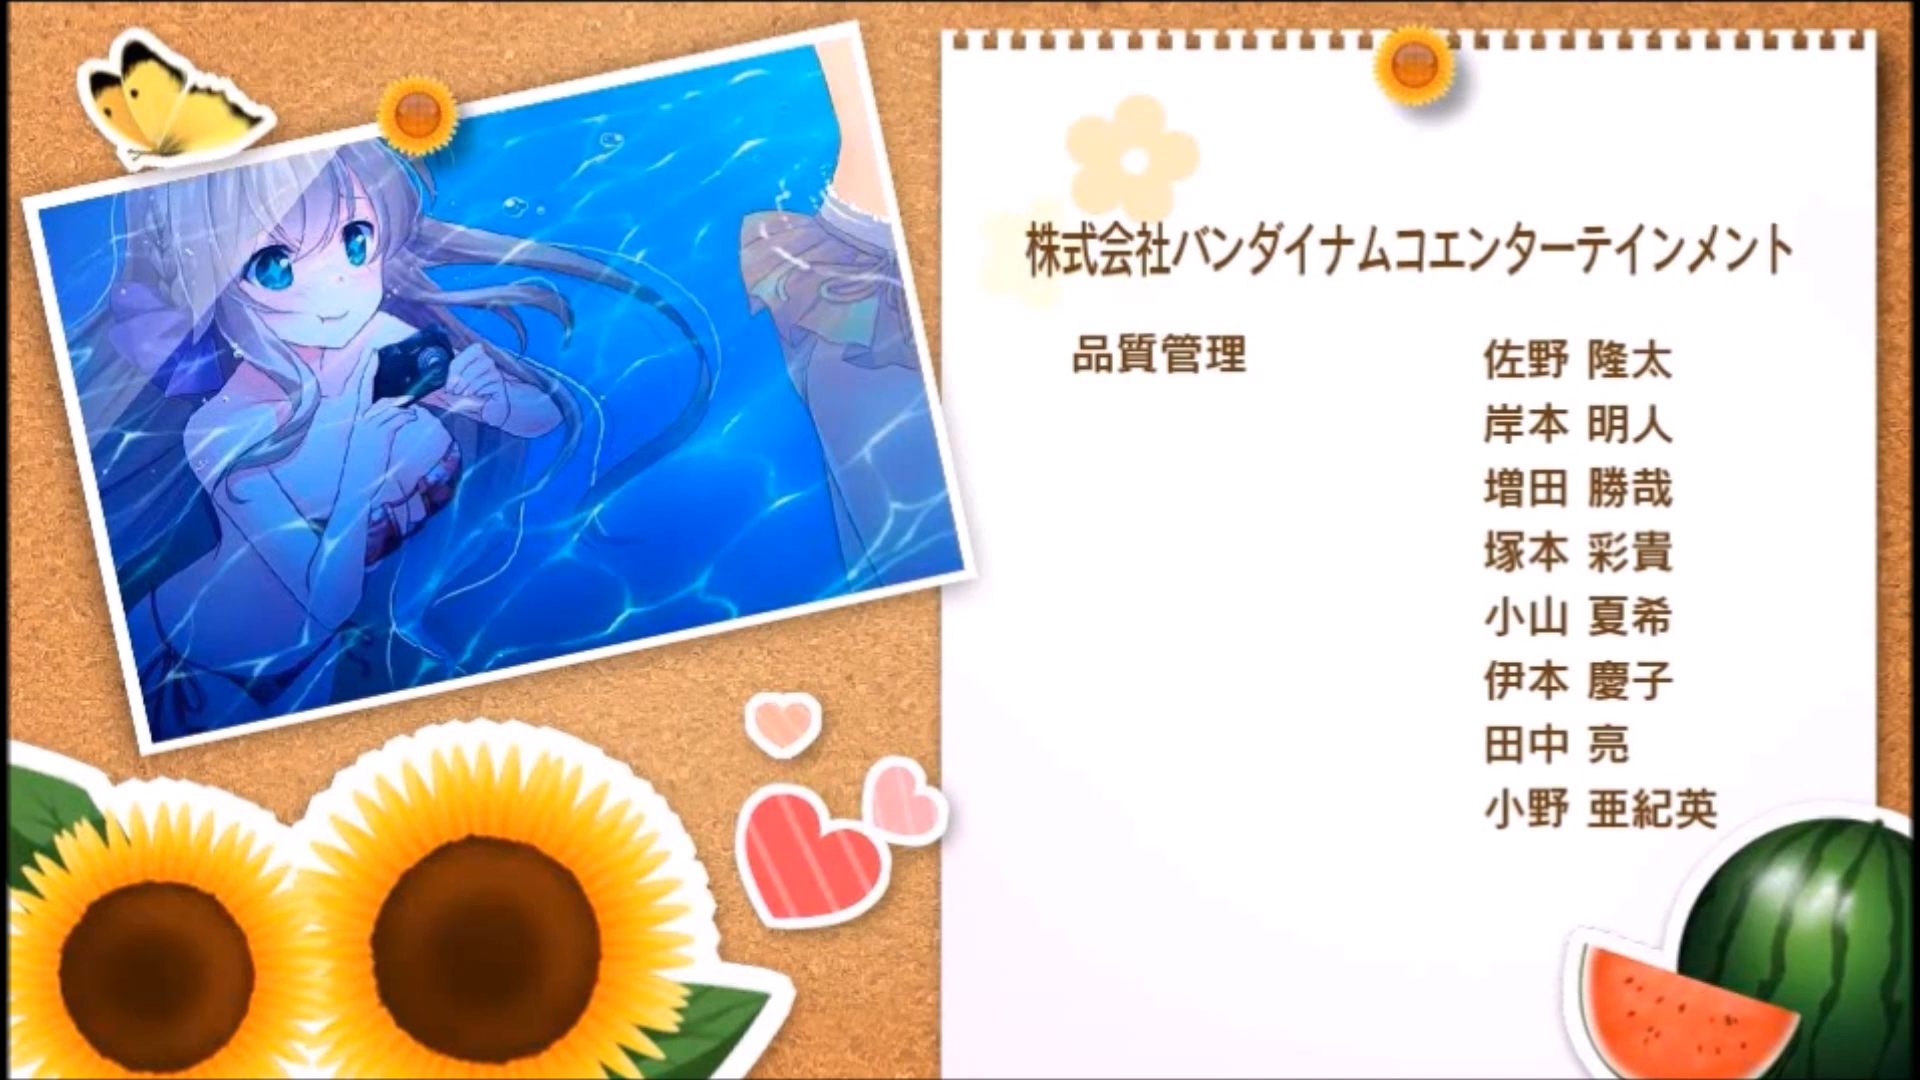 株式会社バンダイナムコエンターテインメント
品質管理
佐野 隆太
岸本 明人
増田 勝哉
塚本 彩貴
小山 夏希
伊本 慶子
田中 亮
小野 亜紀英